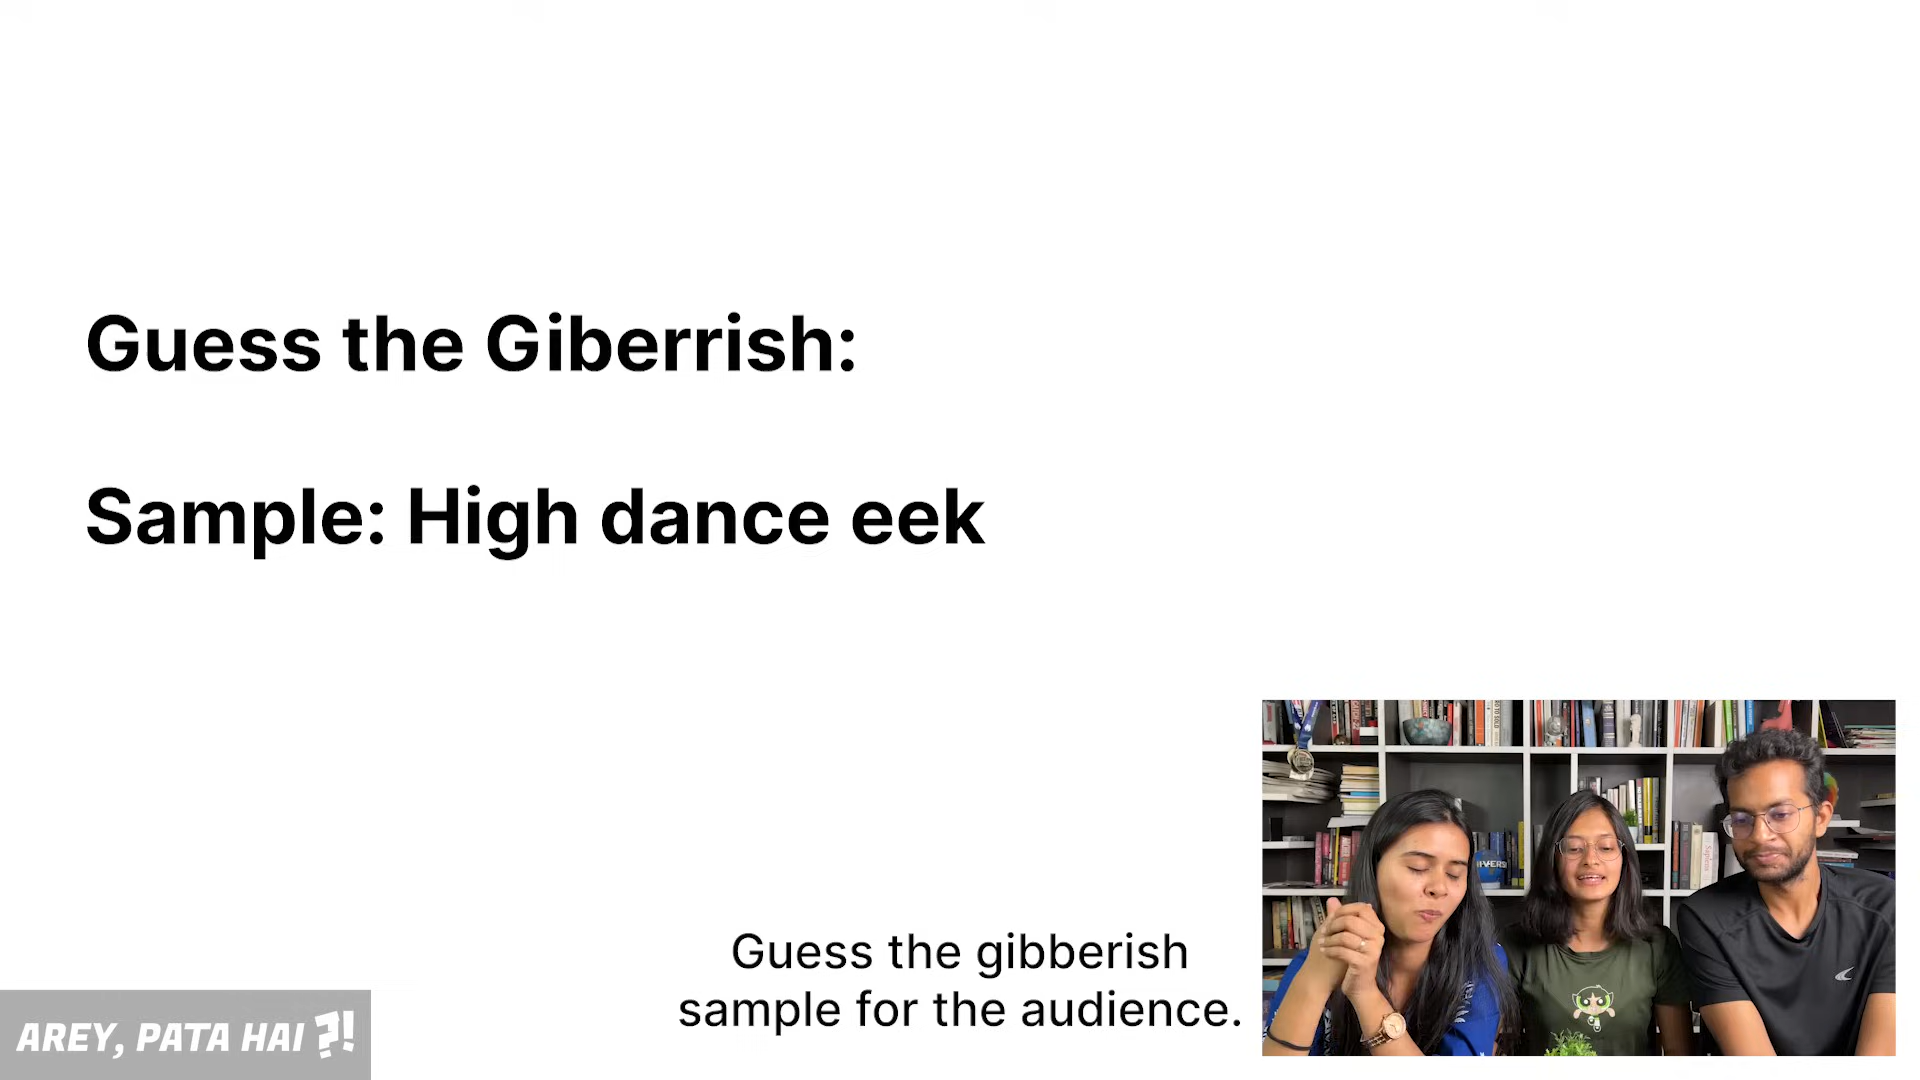 Guess the Giberrish:
Sample: High dance eek
Guess the gibberish
sample for the audience.
AREY, PATA HAI ?!